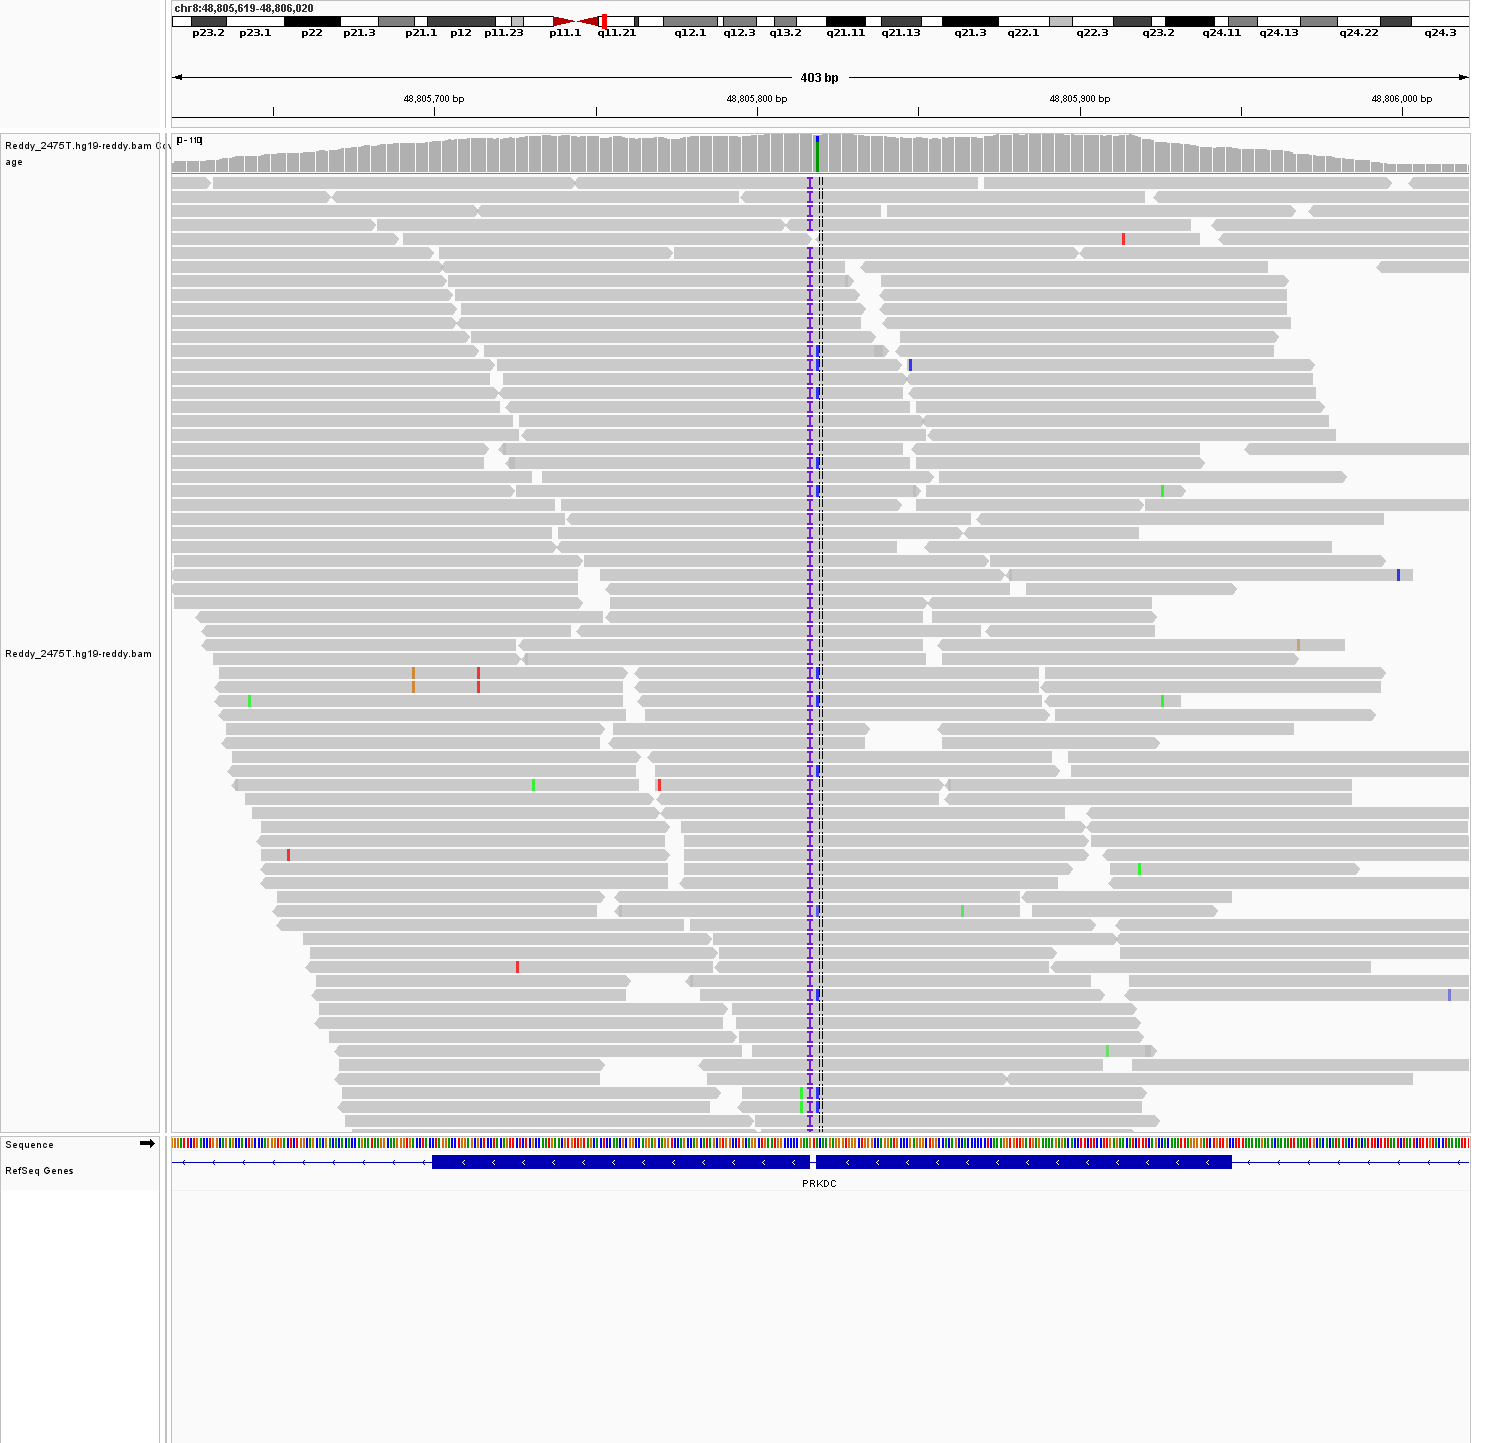 chr8:48,805,619-48,806,020
p23.2 p23.1 p22 p21.3 p21.1 p12 p11.23 p11.1 q11.21 q12.1 q12.3 q13.2 q21.11 q21.13 q21.3 q22.1 q22.3 q23.2 q24.11 q24.13 q24.22 q24.3
403 bp
48,805,700 bp 48,805,800 bp 48,805,900 bp 48,806,000 bp
Reddy_2475T.hg19-reddy.bam Cov
age
[0 - 110]
Reddy_2475T.hg19-reddy.bam
Sequence
RefSeq Genes
PRKDC